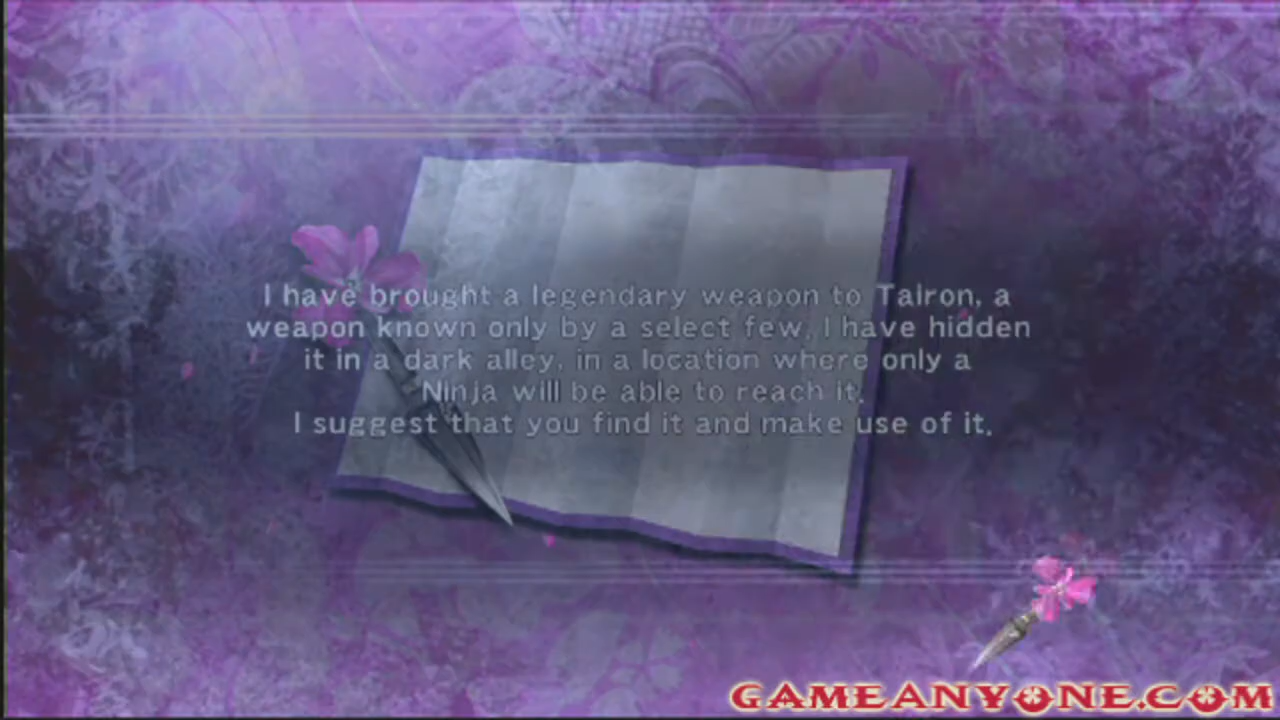 I have brought a legendary weapon to Tairon, a
weapon known only by a select few. I have hidden
it in a dark alley, in a location where only a
Ninja will be able to reach it.
I suggest that you find it and make use of it.
GAMEANYONE.COM